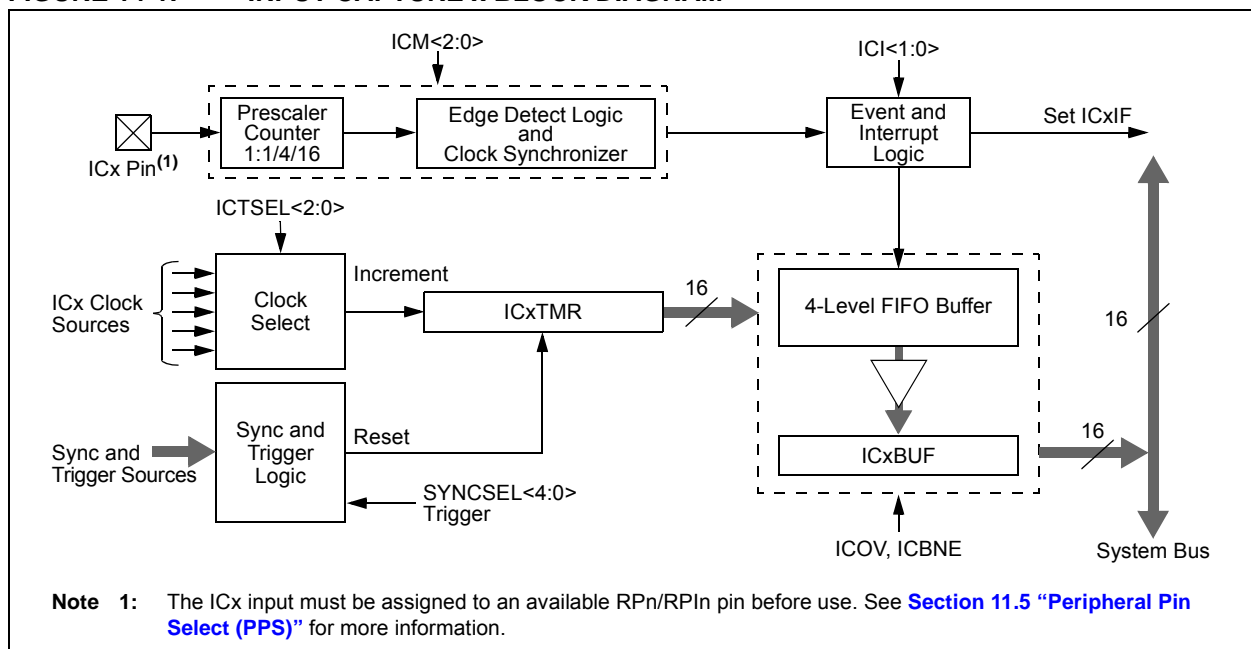 ICM<2:0>
ICI<1:0>
Prescaler
Counter
1:1/4/16
Edge Detect Logic
and
Clock Synchronizer
Event and
Interrupt
Logic
Set ICxIF
ICx Pin(1)
ICTSEL<2:0>
ICx Clock
Sources
Clock
Select
Increment
ICxTMR
16
4-Level FIFO Buffer
16
Sync and
Trigger Sources
Sync and
Trigger
Logic
Reset
ICxBUF
16
SYNCSEL<4:0>
Trigger
ICOV, ICBNE
System Bus
Note 1: The ICx input must be assigned to an available RPn/RPIn pin before use. See Section 11.5 “Peripheral Pin
Select (PPS)” for more information.